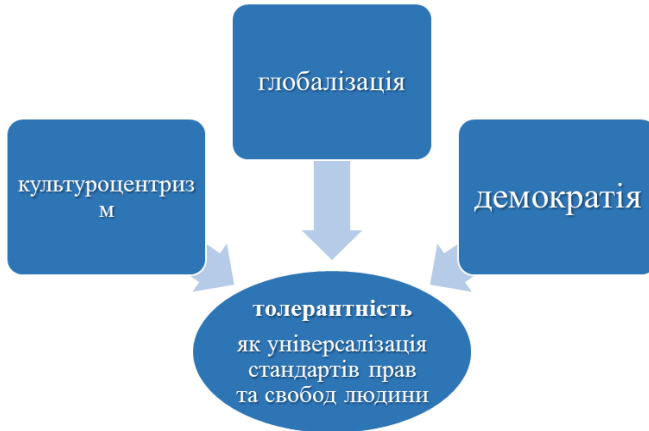 глобалізація
культуроцентриз
м
демократія
толерантність
як універсалізація
стандартів прав
та свобод людини